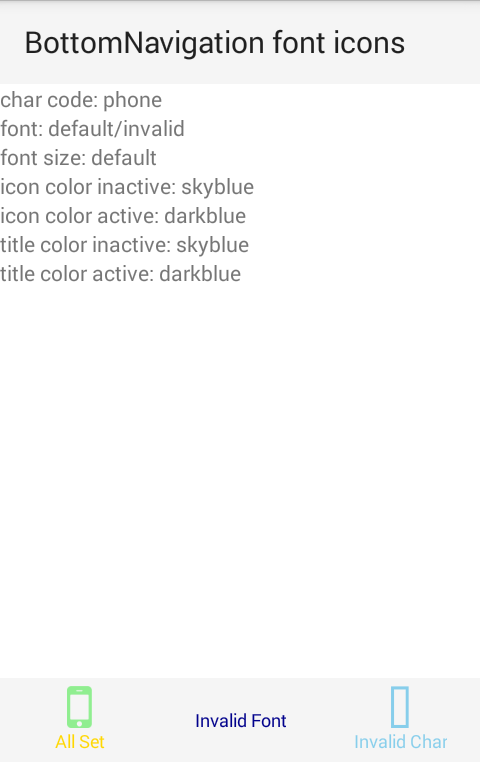 BottomNavigation font icons
char code: phone
font: default/invalid
font size: default
icon color inactive: skyblue
icon color active: darkblue
title color inactive: skyblue
title color active: darkblue
All Set
Invalid Font
Invalid Char